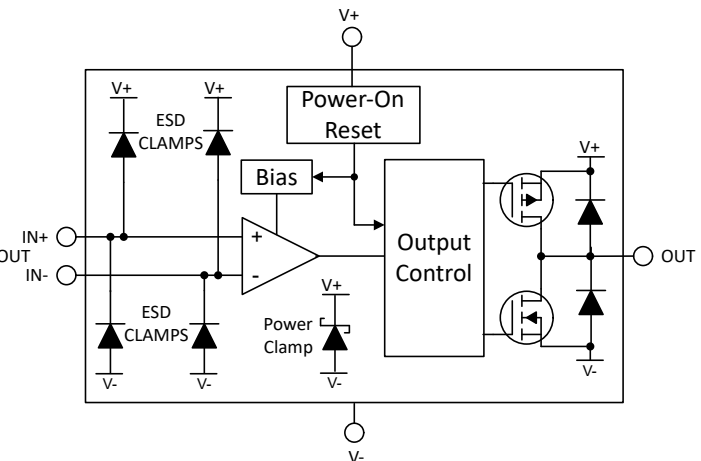 V+
V+
V+
ESD
CLAMPS
Power-On
Reset
V+
Bias
IN+
+
OUT
IN-
-
Output
Control
OUT
V+
ESD
CLAMPS
Power
Clamp
V-
V-
V-
V-
V-